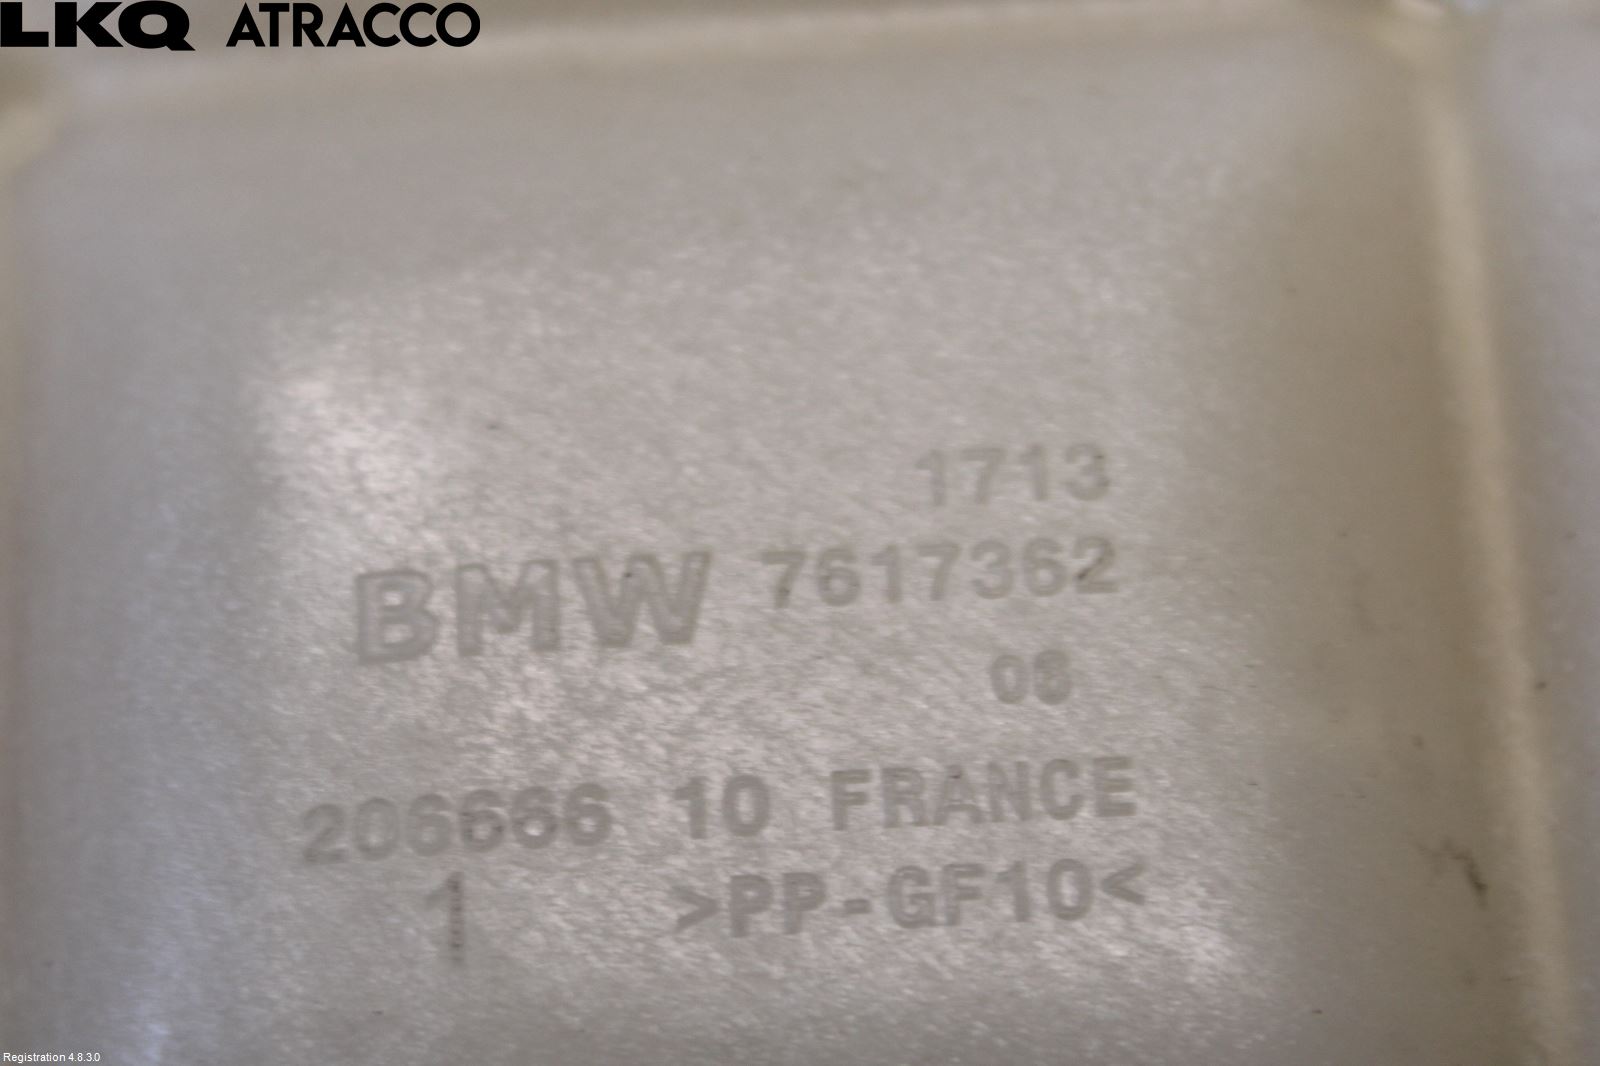 LKQ ATRACCO
1713
BMW 7617362
08
206666 10 FRANCE
1 >PP-GF10<
Registration 4.8.3.0